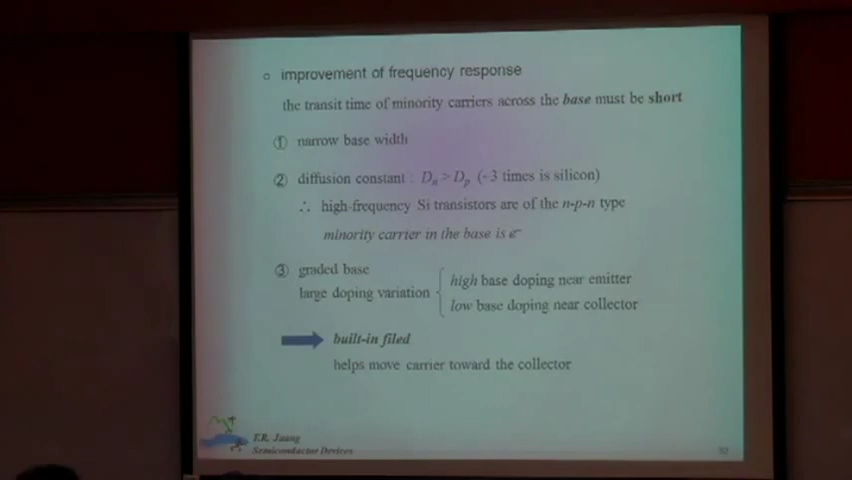 ○ improvement of frequency response
the transit time of minority carriers across the base must be short
① narrow base width
② diffusion constant : Dn > Dp (~3 times is silicon)
∴ high-frequency Si transistors are of the n-p-n type
minority carrier in the base is e⁻
③ graded base
large doping variation { high base doping near emitter
low base doping near collector
built-in filed
helps move carrier toward the collector
Semiconductor Devices